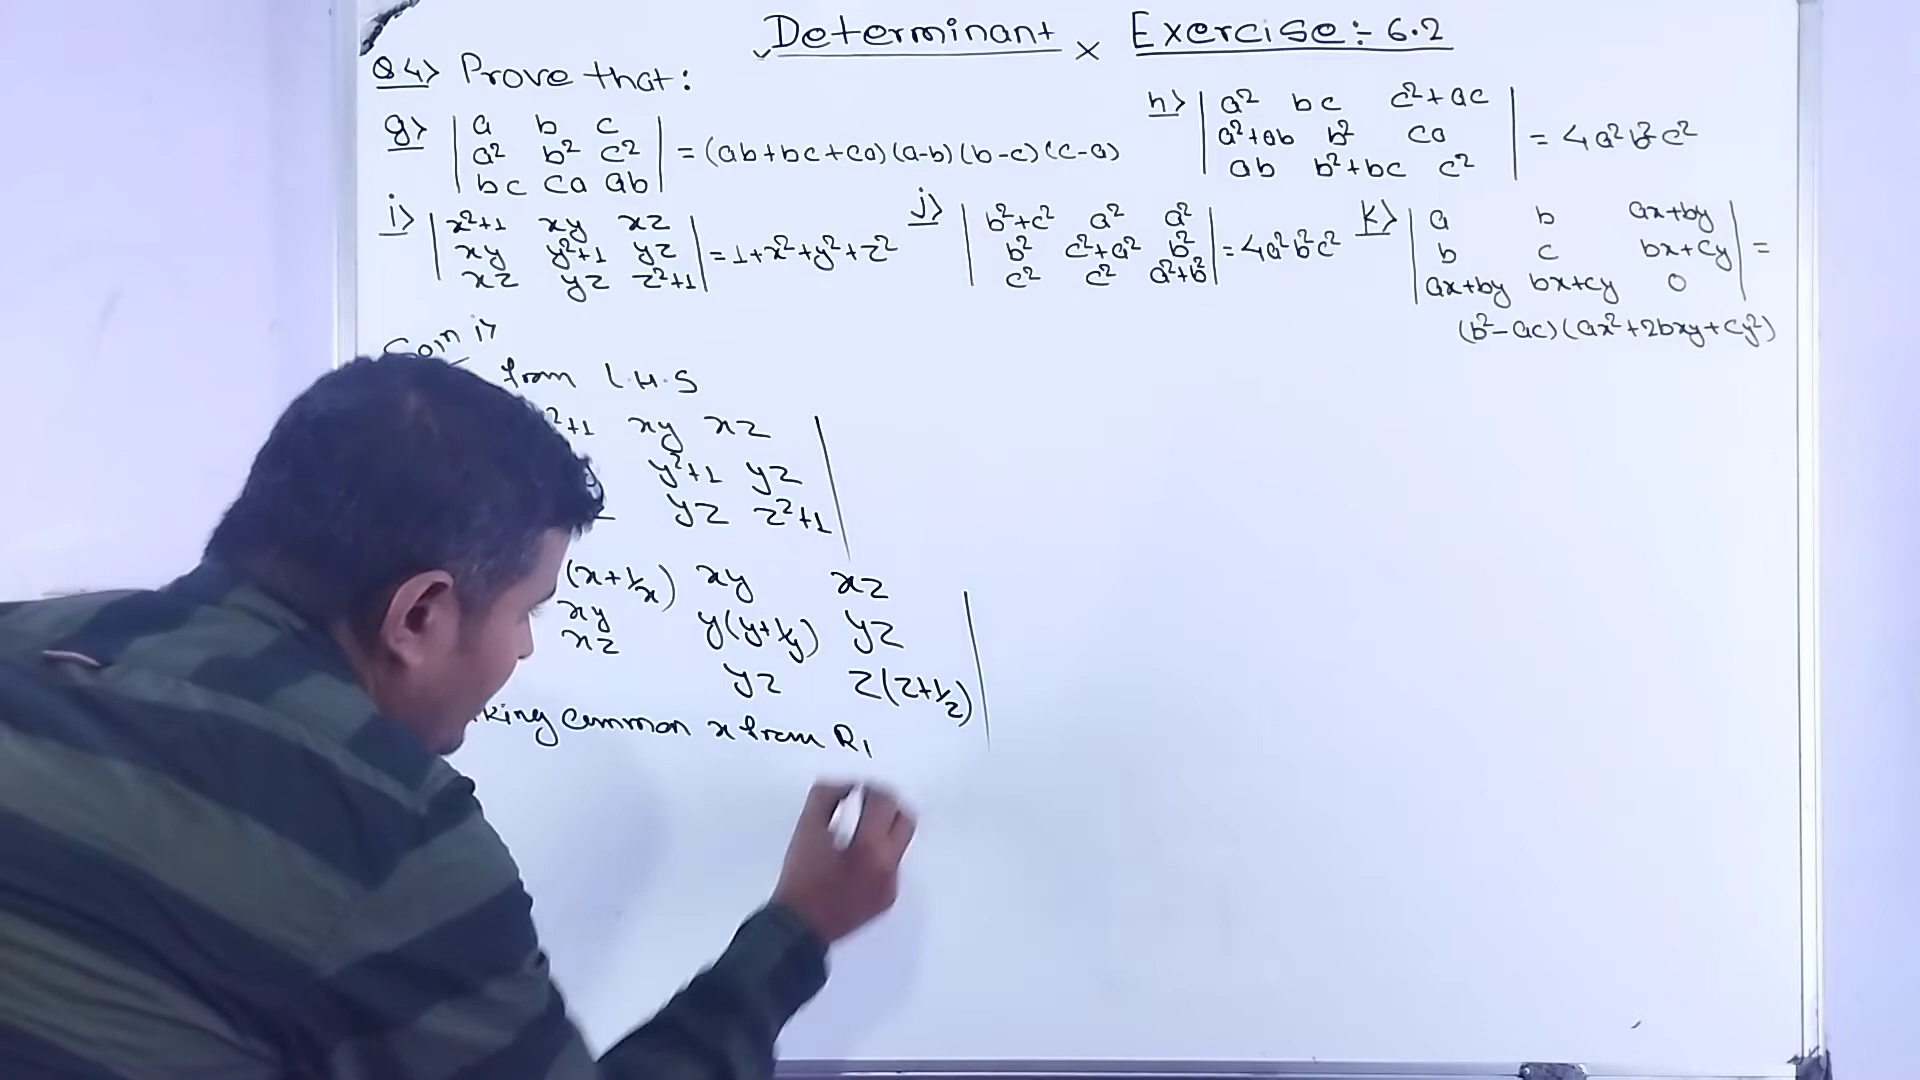 Determinant × Exercise:- 6.2
Q4> Prove that:
g> | a b c |
| a² b² c² | = (ab+bc+ca)(a-b)(b-c)(c-a)
| bc ca ab |
h> | a² bc c²+ac |
| a²+ab b² ca | = 4a²b²c²
| ab b²+bc c² |
i> | x²+1 xy xz |
| xy y²+1 yz | = 1+x²+y²+z²
| xz yz z²+1 |
j> | b²+c² a² a² |
| b² c²+a² b² | = 4a²b²c²
| c² c² a²+b² |
k> | a b ax+by |
| b c bx+cy | =
| ax+by bx+cy 0 |
(b²-ac)(ax²+2bxy+cy²)
Soln i>
from L.H.S
²+1 xy xz |
y²+1 yz |
yz z²+1 |
(x+1/x) xy xz |
xy y(y+1/y) yz |
xz yz z(z+1/z) |
king common x from R1